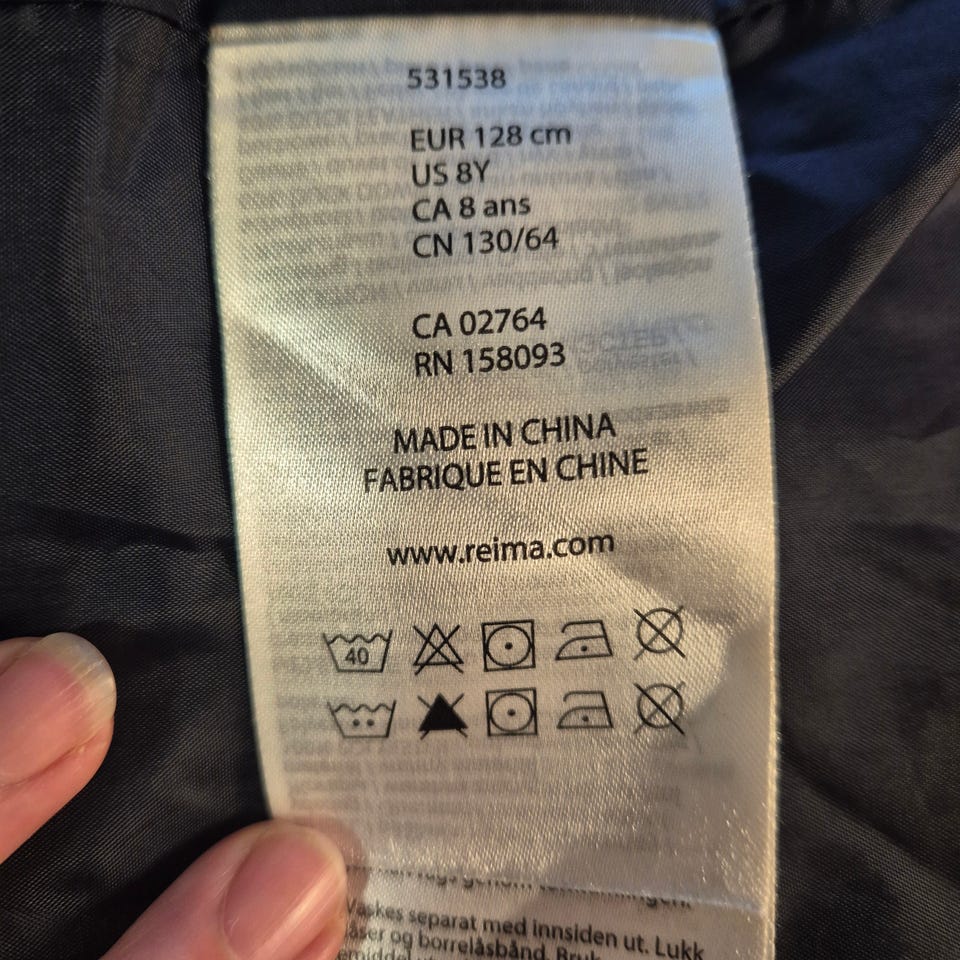 531538
EUR 128 cm
US 8Y
CA 8 ans
CN 130/64
CA 02764
RN 158093
MADE IN CHINA
FABRIQUE EN CHINE
www.reima.com
40
Vaskes separat med innsiden ut. Lukk
og borrelåsbånd. Bruk